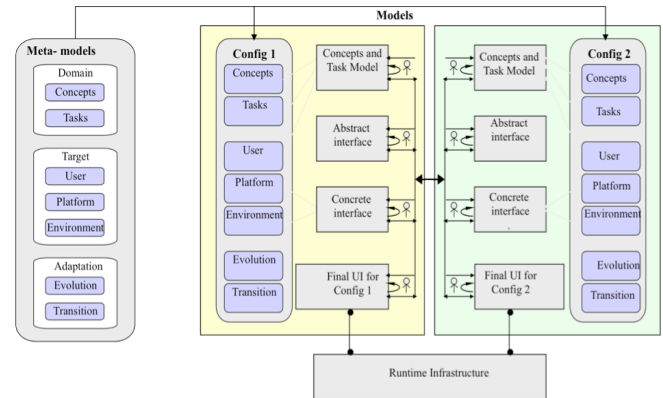 Models
Meta- models
Domain
Concepts
Tasks
Target
User
Platform
Environment
Adaptation
Evolution
Transition
Config 1
Concepts
Tasks
User
Platform
Environment
Evolution
Transition
Concepts and
Task Model
Abstract
interface
Concrete
interface
Final UI for
Config 1
Concepts and
Task Model
Abstract
interface
Concrete
interface
.
Final UI for
Config 2
Config 2
Concepts
Tasks
User
Platform
Environment
Evolution
Transition
Runtime Infrastructure